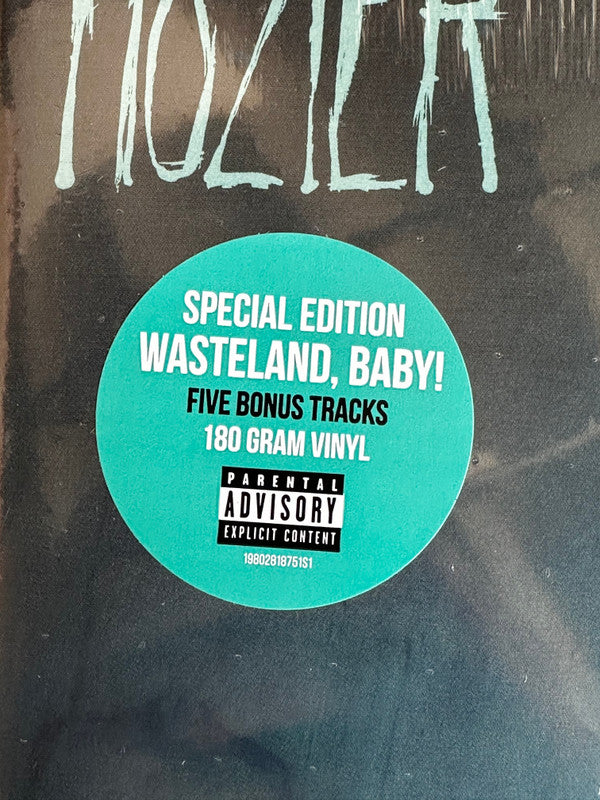 HOZIER
SPECIAL EDITION
WASTELAND, BABY!
FIVE BONUS TRACKS
180 GRAM VINYL
PARENTAL
ADVISORY
EXPLICIT CONTENT
19802818751S1